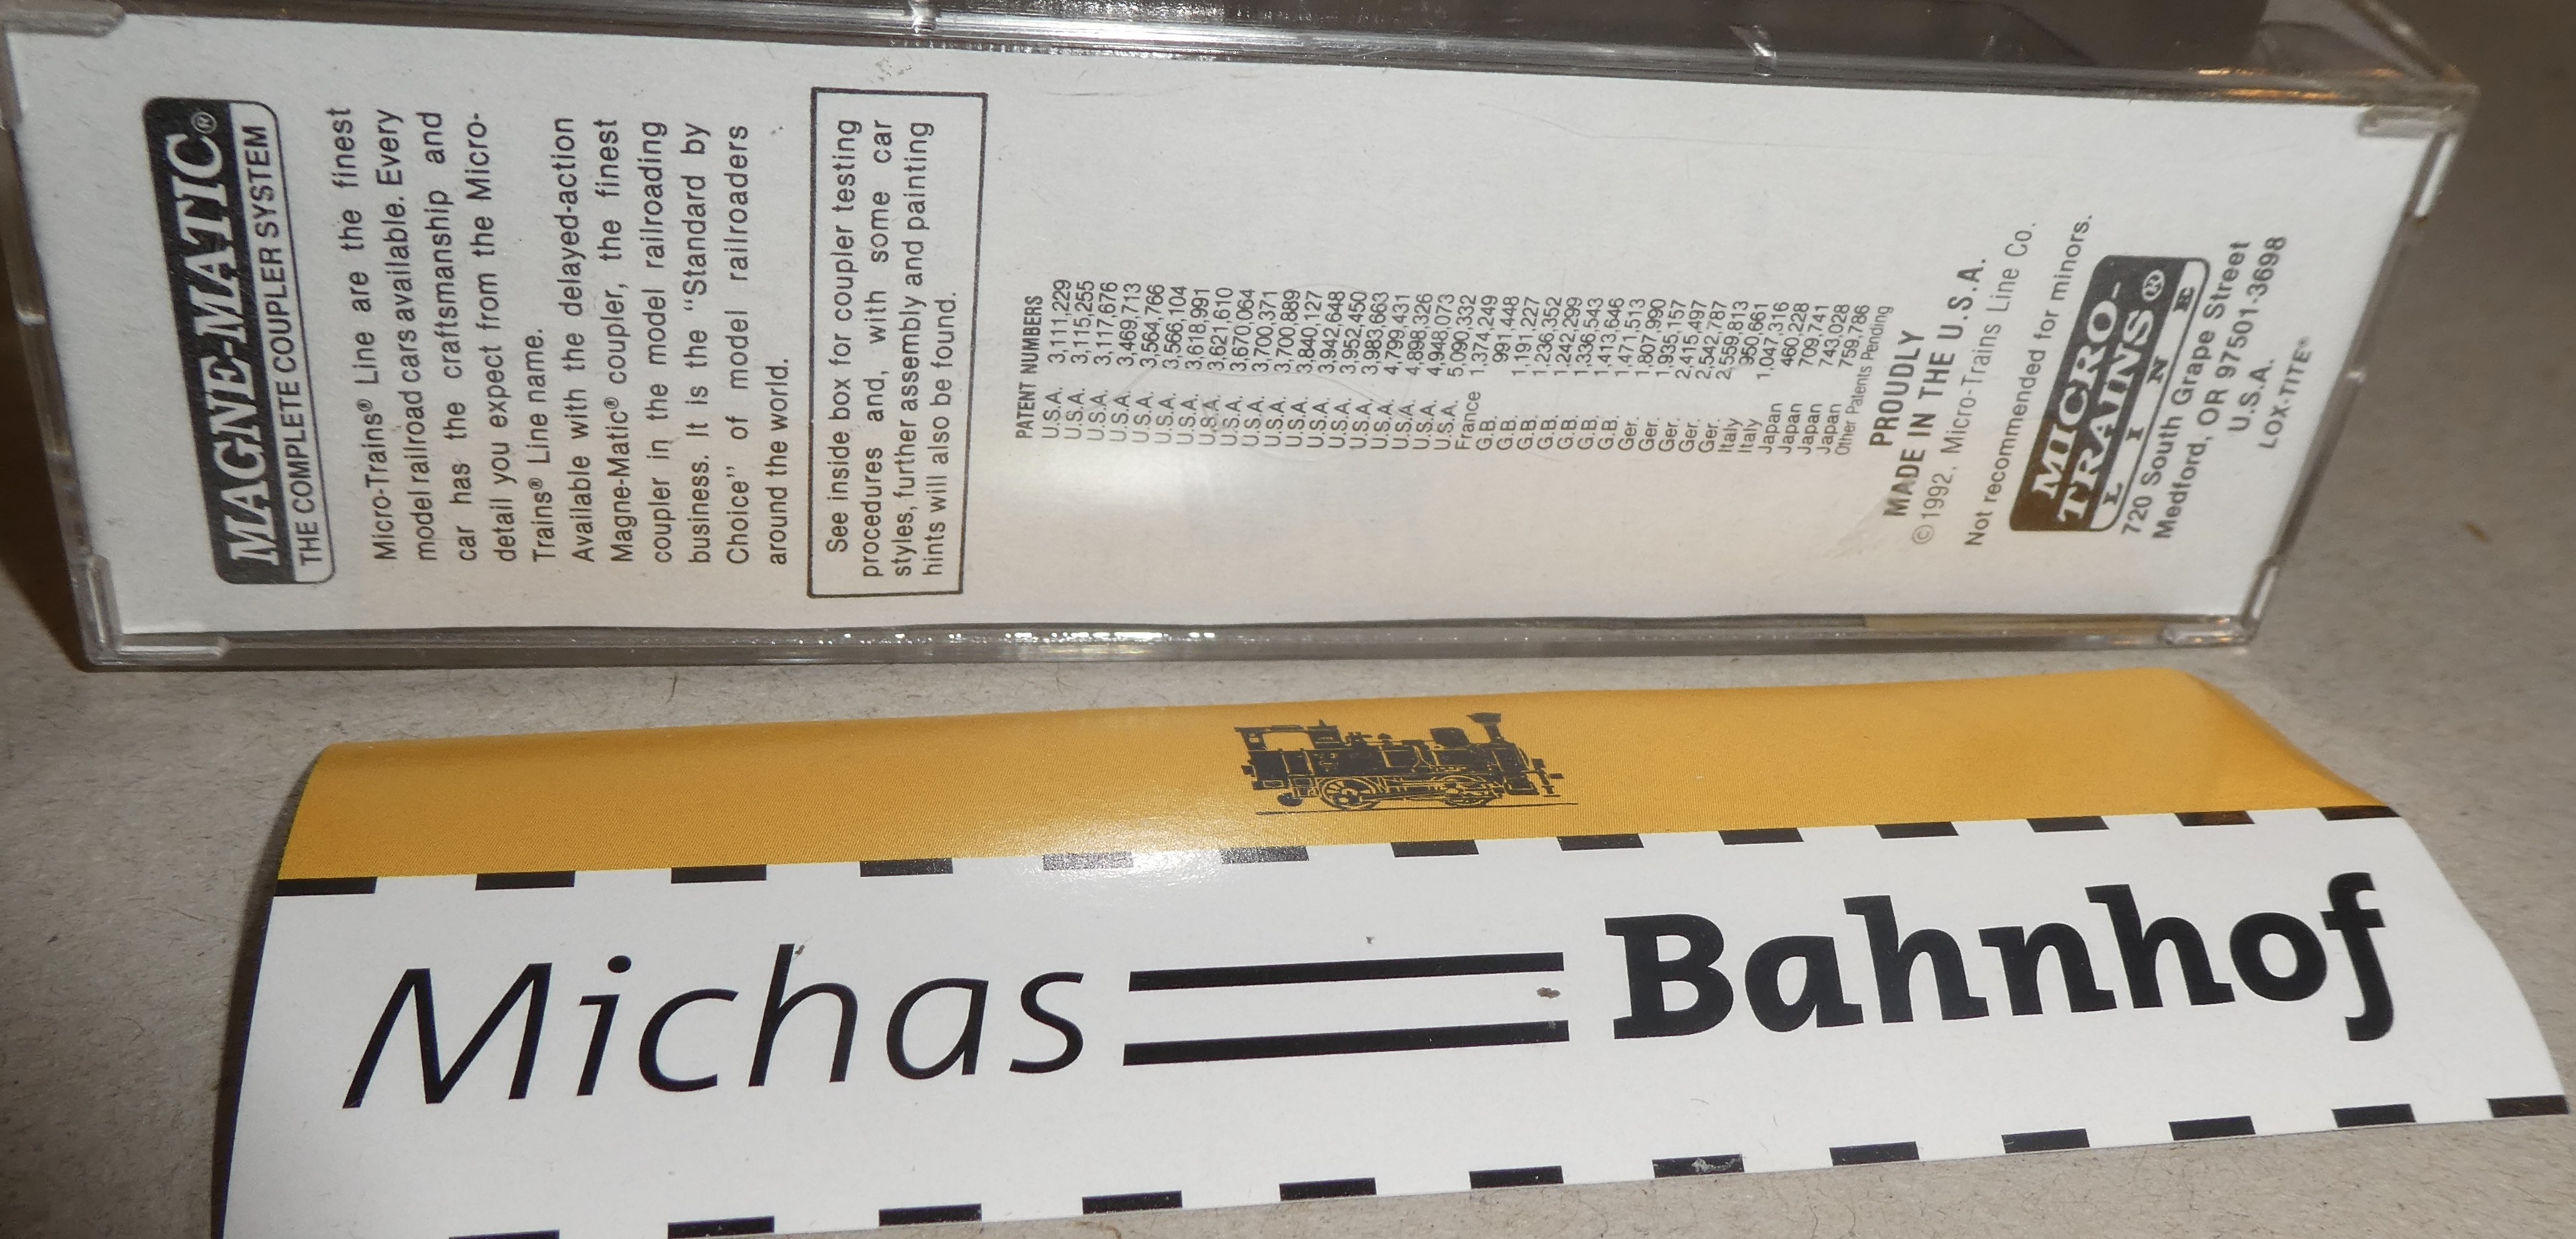 MAGNE-MATIC®
THE COMPLETE COUPLER SYSTEM
Micro-Trains® Line are the finest
model railroad cars available. Every
car has the craftsmanship and
detail you expect from the Micro-
Trains® Line name.
Available with the delayed-action
Magne-Matic® coupler, the finest
coupler in the model railroading
business. It is the “Standard by
Choice” of model railroaders
around the world.
See inside box for coupler testing
procedures and, with some car
styles, further assembly and painting
hints will also be found.
PATENT NUMBERS
U.S.A. 3,111,229
U.S.A. 3,115,255
U.S.A. 3,117,676
U.S.A. 3,469,713
U.S.A. 3,564,766
U.S.A. 3,566,104
U.S.A. 3,618,991
U.S.A. 3,621,610
U.S.A. 3,670,064
U.S.A. 3,700,371
U.S.A. 3,700,889
U.S.A. 3,840,127
U.S.A. 3,942,648
U.S.A. 3,952,450
U.S.A. 3,983,663
U.S.A. 4,799,431
U.S.A. 4,898,326
U.S.A. 4,948,073
U.S.A. 5,090,332
France 1,374,249
G.B. 991,448
G.B. 1,191,227
G.B. 1,236,352
G.B. 1,242,299
G.B. 1,336,543
G.B. 1,413,646
G.B. 1,471,513
Ger. 1,807,990
Ger. 1,935,157
Ger. 2,415,497
Ger. 2,542,787
Ger. 2,559,813
Italy 950,661
Italy 1,047,316
Japan 460,228
Japan 709,741
Japan 743,028
Japan 759,786
Other Patents Pending
PROUDLY
MADE IN THE U.S.A.
©1992, Micro-Trains Line Co.
Not recommended for minors.
MICRO-
TRAINS®
LINE
720 South Grape Street
Medford, OR 97501-3698
U.S.A.
LOX-TITE®
Michas Bahnhof